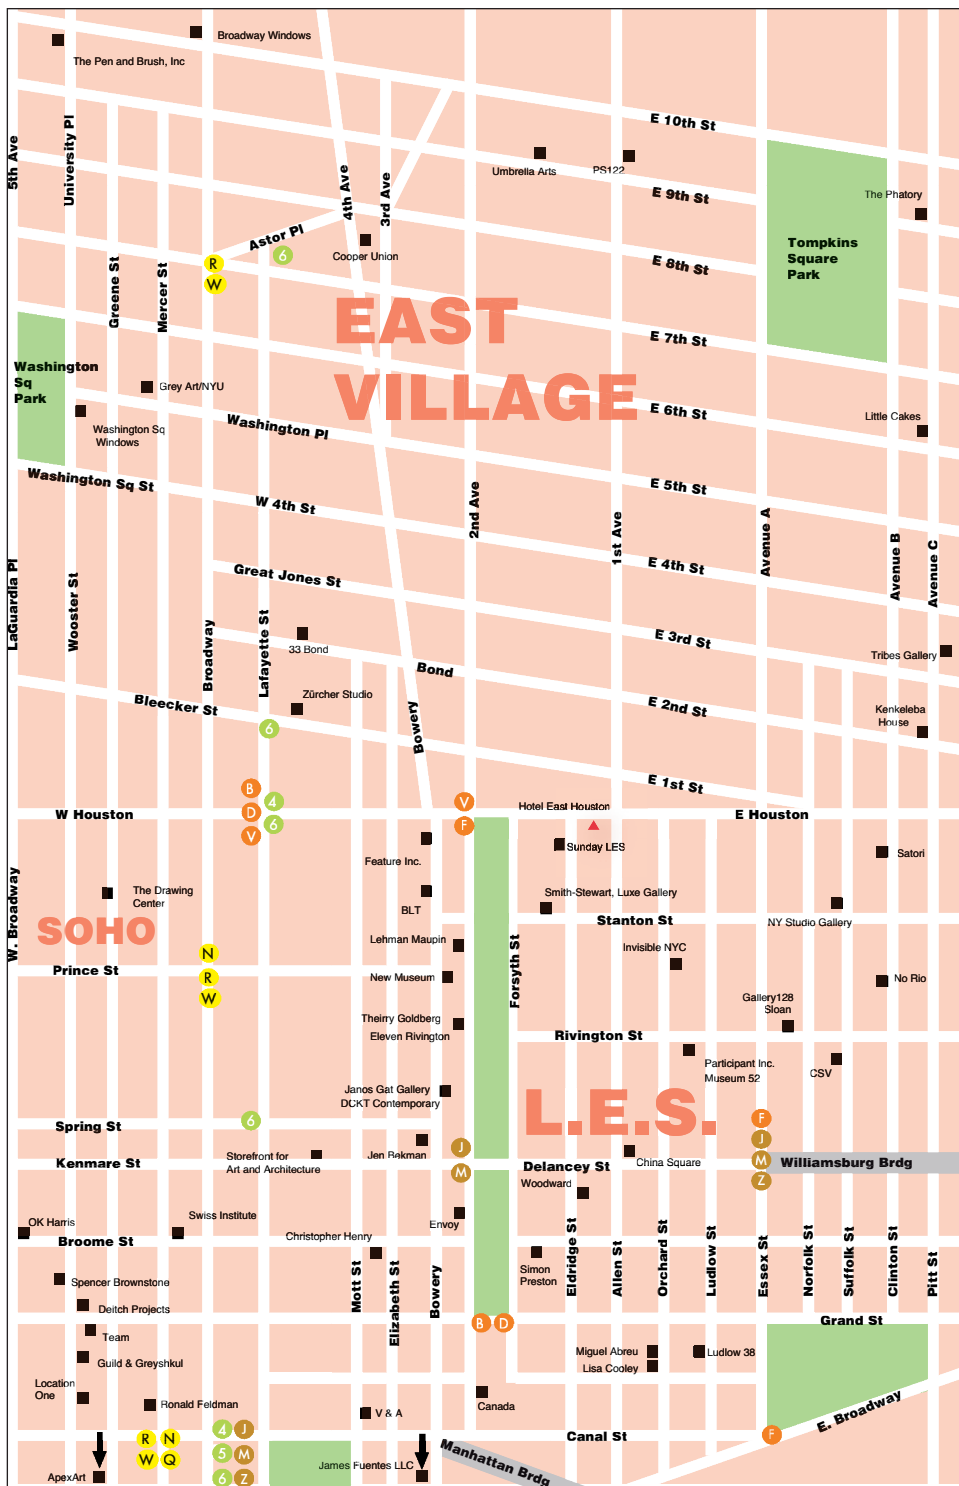 Broadway Windows
The Pen and Brush, Inc
E 10th St
5th Ave
University Pl
4th Ave
3rd Ave
Umbrella Arts
PS122
E 9th St
The Phatory
Astor Pl
6
Cooper Union
R
W
E 8th St
Tompkins
Square
Park
Greene St
Mercer St
EAST
VILLAGE
E 7th St
Washington
Sq
Park
Grey Art/NYU
Washington Sq
Windows
Washington Pl
E 6th St
Little Cakes
Washington Sq St
W 4th St
2nd Ave
E 5th St
1st Ave
Avenue A
Avenue B
Avenue C
LaGuardia Pl
Wooster St
Great Jones St
E 4th St
Broadway
Lafayette St
33 Bond
E 3rd St
Tribes Gallery
Bond
Zürcher Studio
Bleecker St
Bowery
E 2nd St
Kenkeleba
House
6
E 1st St
B
D
V
4
6
V
F
W Houston
Hotel East Houston
E Houston
Feature Inc.
Sunday LES
Satori
W. Broadway
The Drawing
Center
BLT
Smith-Stewart, Luxe Gallery
Stanton St
NY Studio Gallery
SOHO
N
R
W
Lehman Maupin
Invisible NYC
Prince St
New Museum
Forsyth St
No Rio
Gallery128
Sloan
Theirry Goldberg
Eleven Rivington
Rivington St
Participant Inc.
Museum 52
CSV
Janos Gat Gallery
DCKT Contemporary
L.E.S.
6
Spring St
F
J
M
Z
Kenmare St
Storefront for
Art and Architecture
Jen Bekman
J
M
Delancey St
China Square
Williamsburg Brdg
Woodward
OK Harris
Swiss Institute
Envoy
Broome St
Christopher Henry
Simon
Preston
Mott St
Elizabeth St
Bowery
Eldridge St
Allen St
Orchard St
Ludlow St
Essex St
Norfolk St
Suffolk St
Clinton St
Pitt St
Spencer Brownstone
Deitch Projects
B
D
Grand St
Team
Guild & Greyshkul
Miguel Abreu
Lisa Cooley
Ludlow 38
Location
One
Ronald Feldman
V & A
Canada
E. Broadway
R
N
W
Q
4
J
5
M
6
Z
Canal St
F
ApexArt
James Fuentes LLC
Manhattan Brdg